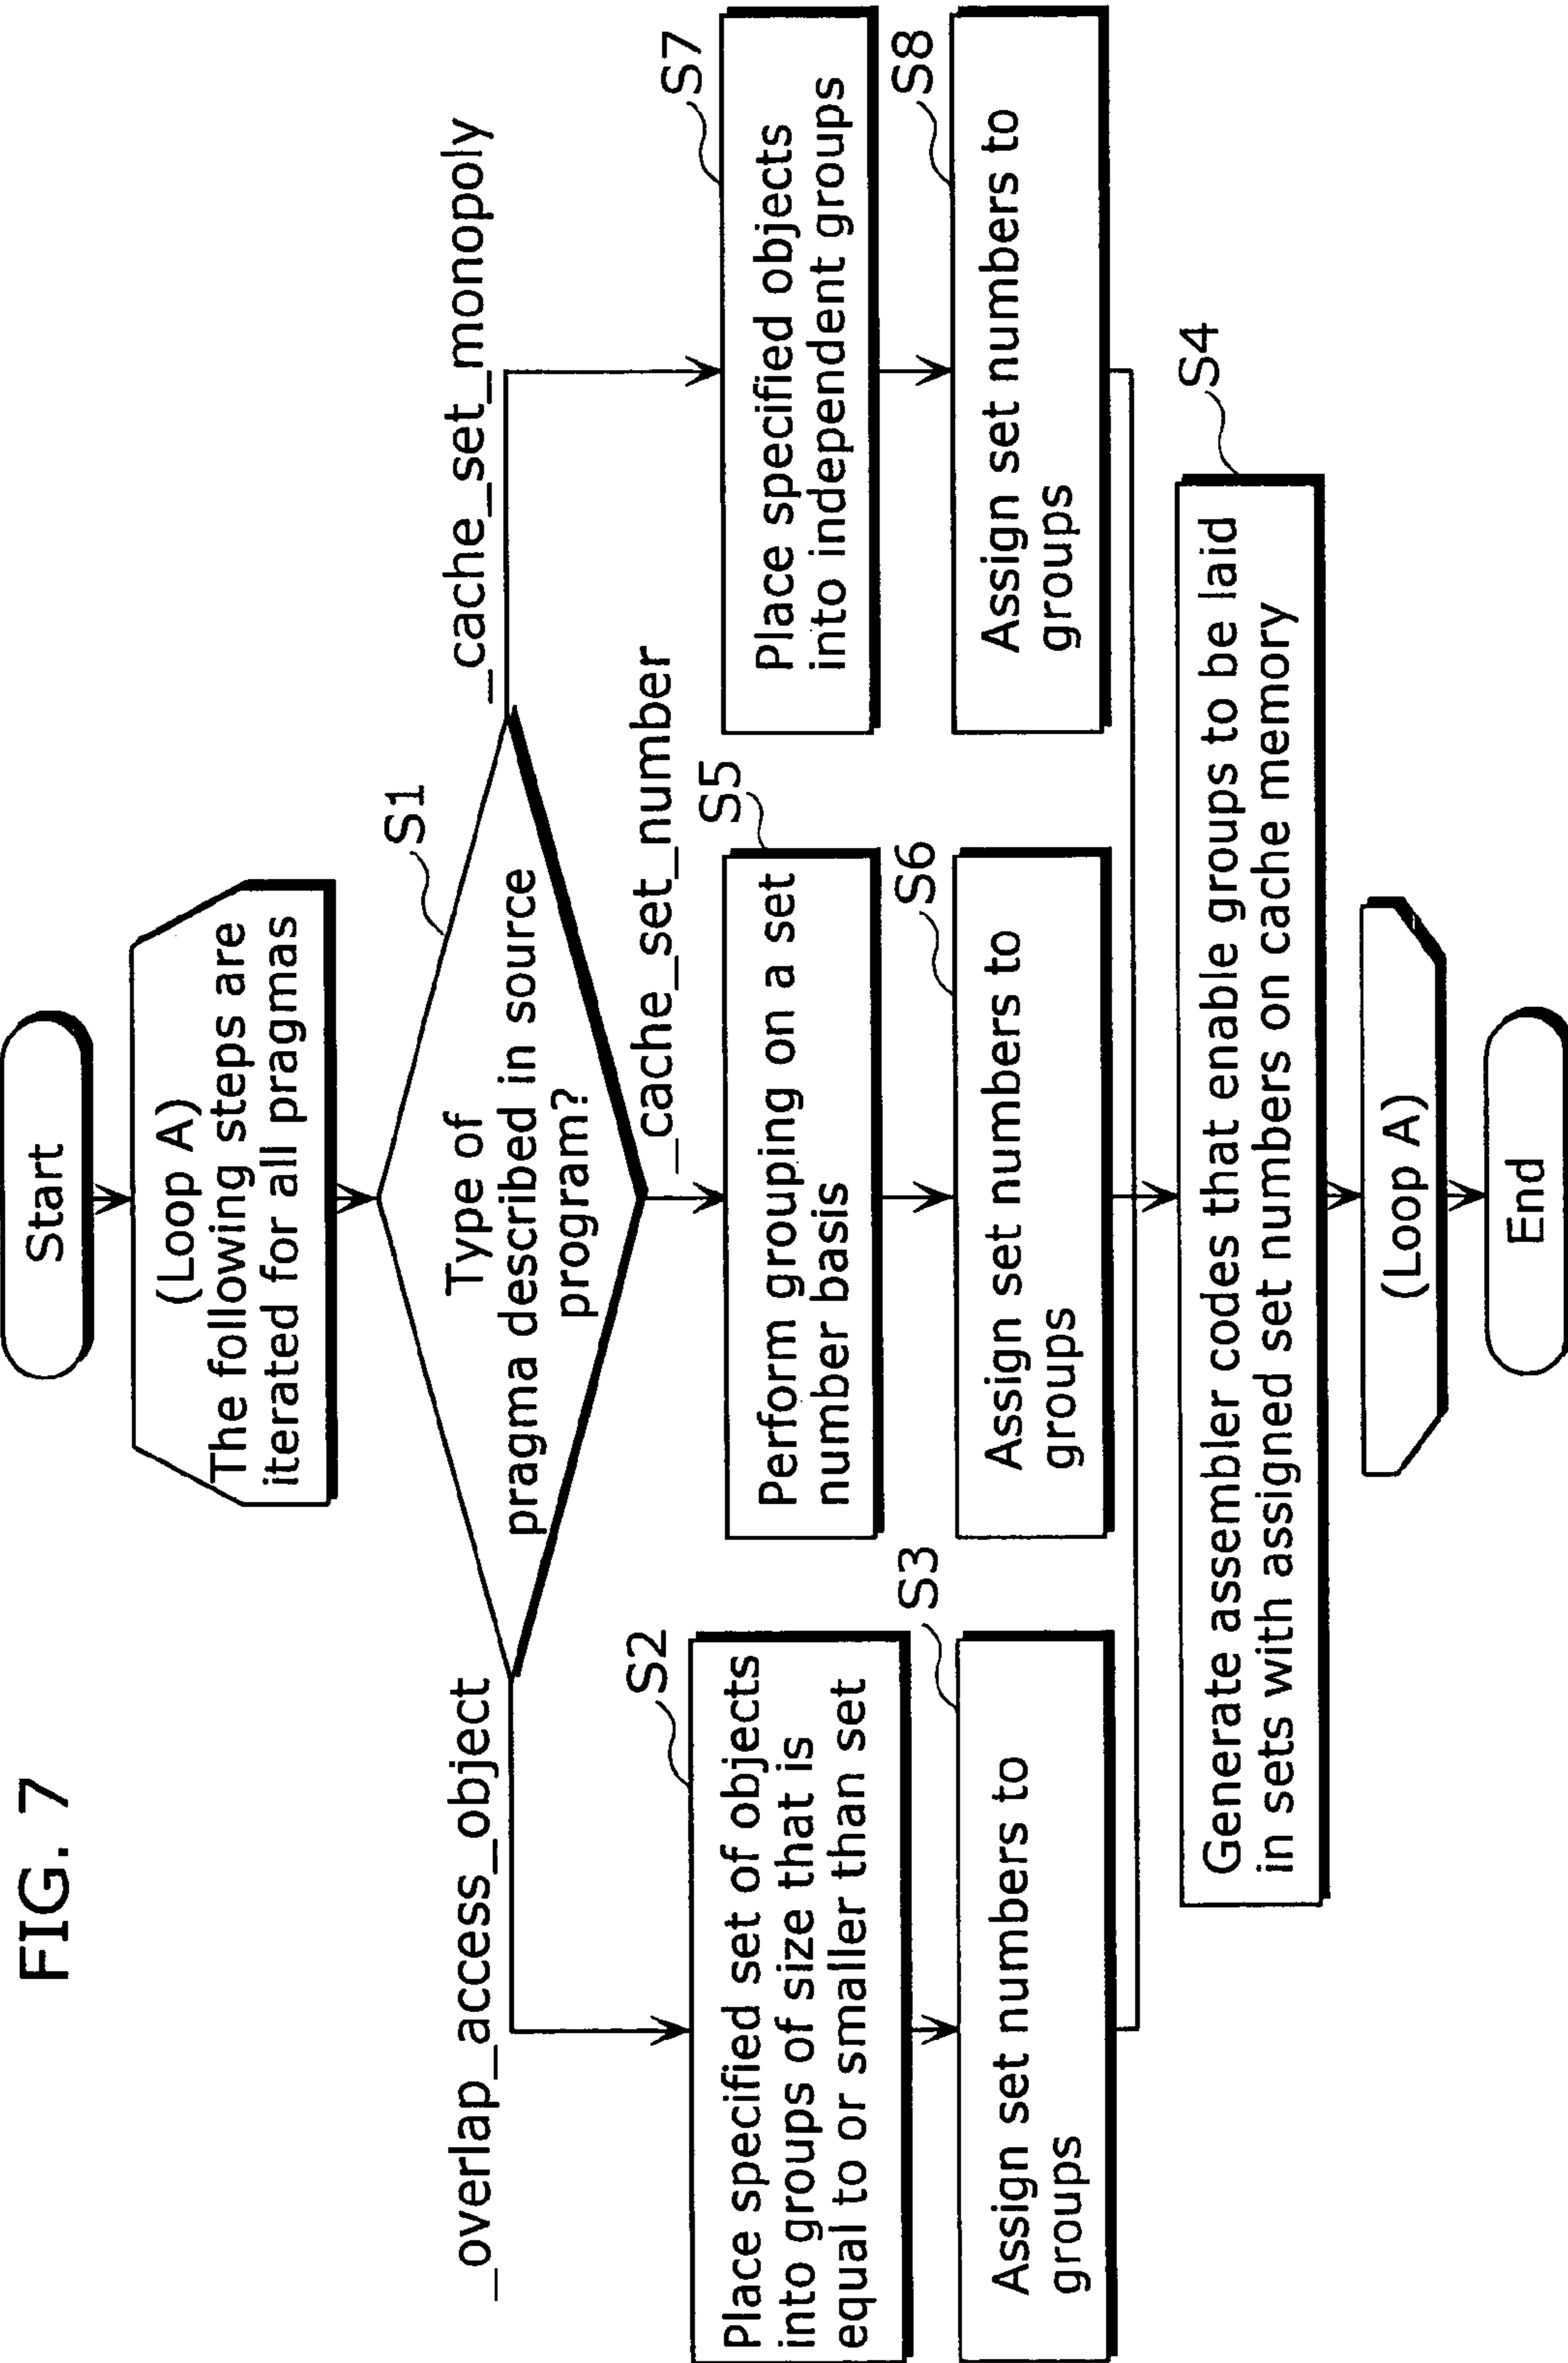 FIG. 7
Start
(Loop A)
The following steps are
iterated for all pragmas
S1
Type of
pragma described in source
program?
_overlap_access_object
_cache_set_number
_cache_set_monopoly
S2
Place specified set of objects
into groups of size that is
equal to or smaller than set
S3
Assign set numbers to
groups
S5
Perform grouping on a set
number basis
S6
Assign set numbers to
groups
S7
Place specified objects
into independent groups
S8
Assign set numbers to
groups
S4
Generate assembler codes that enable groups to be laid
in sets with assigned set numbers on cache memory
(Loop A)
End